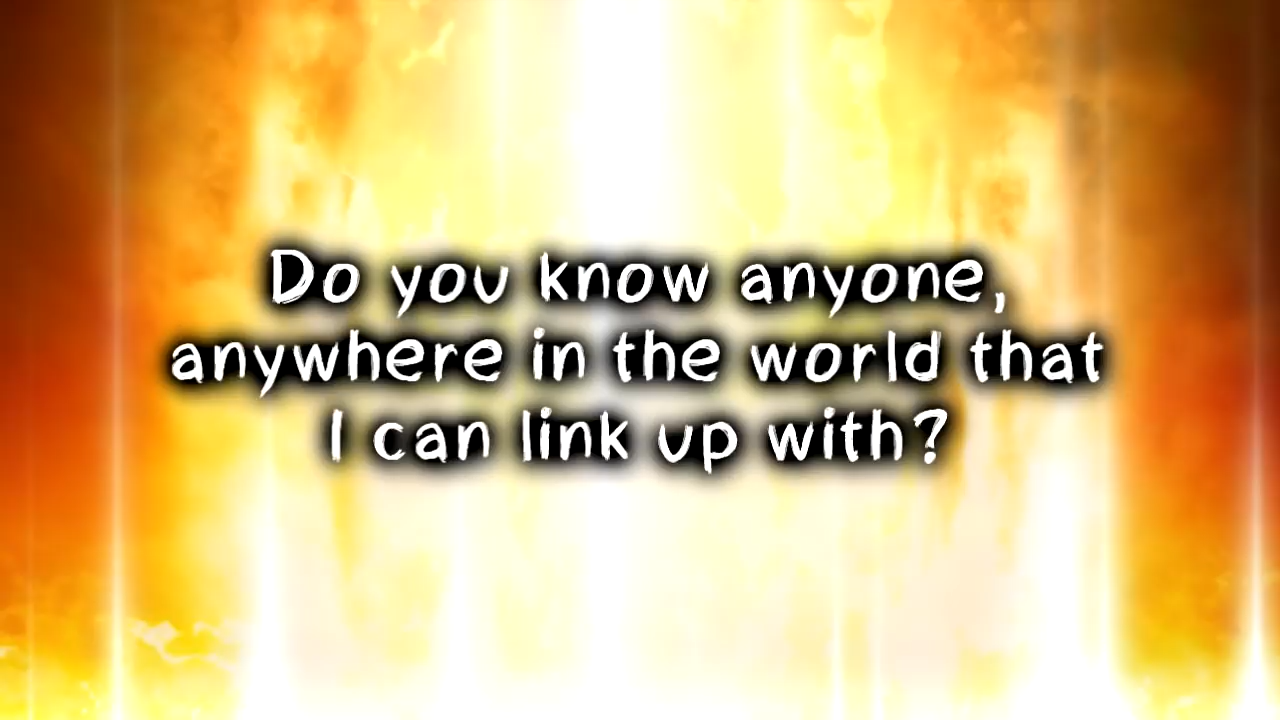 Do you know anyone,
anywhere in the world that
I can link up with?